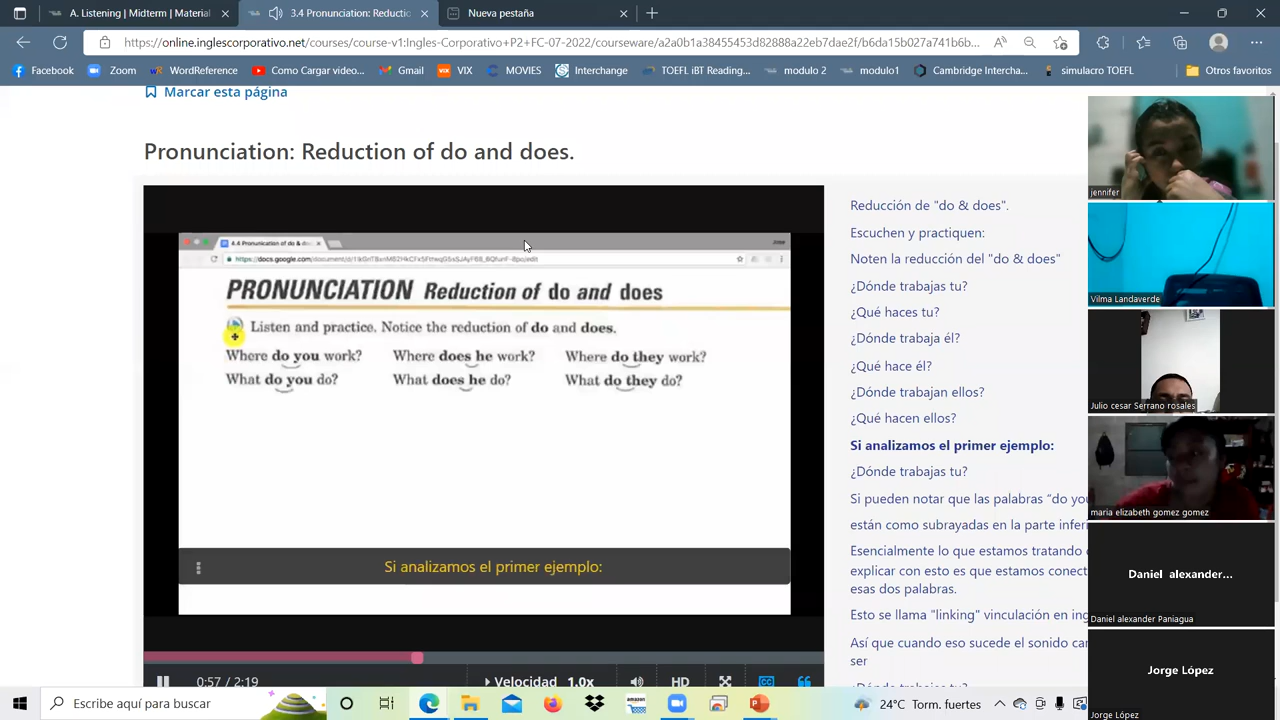 A. Listening | Midterm | Material
3.4 Pronunciation: Reductio
Nueva pestaña
https://online.inglescorporativo.net/courses/course-v1:Ingles-Corporativo+P2+FC-07-2022/courseware/a2a0b1a38455453d82888a22eb7dae2f/b6da15b027a741b6b...
Facebook
Zoom
WordReference
Como Cargar video...
Gmail
VIX
MOVIES
Interchange
TOEFL iBT Reading...
modulo 2
modulo1
Cambridge Intercha...
simulacro TOEFL
Otros favoritos
Marcar esta página
Pronunciation: Reduction of do and does.
4.4 Pronunication of do & do
Jose
PRONUNCIATION Reduction of do and does
Listen and practice. Notice the reduction of do and does.
Where do you work? Where does he work? Where do they work?
What do you do? What does he do? What do they do?
Si analizamos el primer ejemplo:
0:57 / 2:19
Velocidad 1.0x
HD
Reducción de "do & does".
Escuchen y practiquen:
Noten la reducción del "do & does"
¿Dónde trabajas tu?
¿Qué haces tu?
¿Dónde trabaja él?
¿Qué hace él?
¿Dónde trabajan ellos?
¿Qué hacen ellos?
Si analizamos el primer ejemplo:
¿Dónde trabajas tu?
Si pueden notar que las palabras “do you
están como subrayadas en la parte inferi
Esencialmente lo que estamos tratando
explicar con esto es que estamos conect
esas dos palabras.
Esto se llama "linking" vinculación en ing
Así que cuando eso sucede el sonido ca
ser
jennifer
Vilma Landaverde
Julio cesar Serrano rosales
maria elizabeth gomez gomez
Daniel alexander...
Daniel alexander Paniagua
Jorge López
Jorge López
Escribe aquí para buscar
amazon
24°C Torm. fuertes